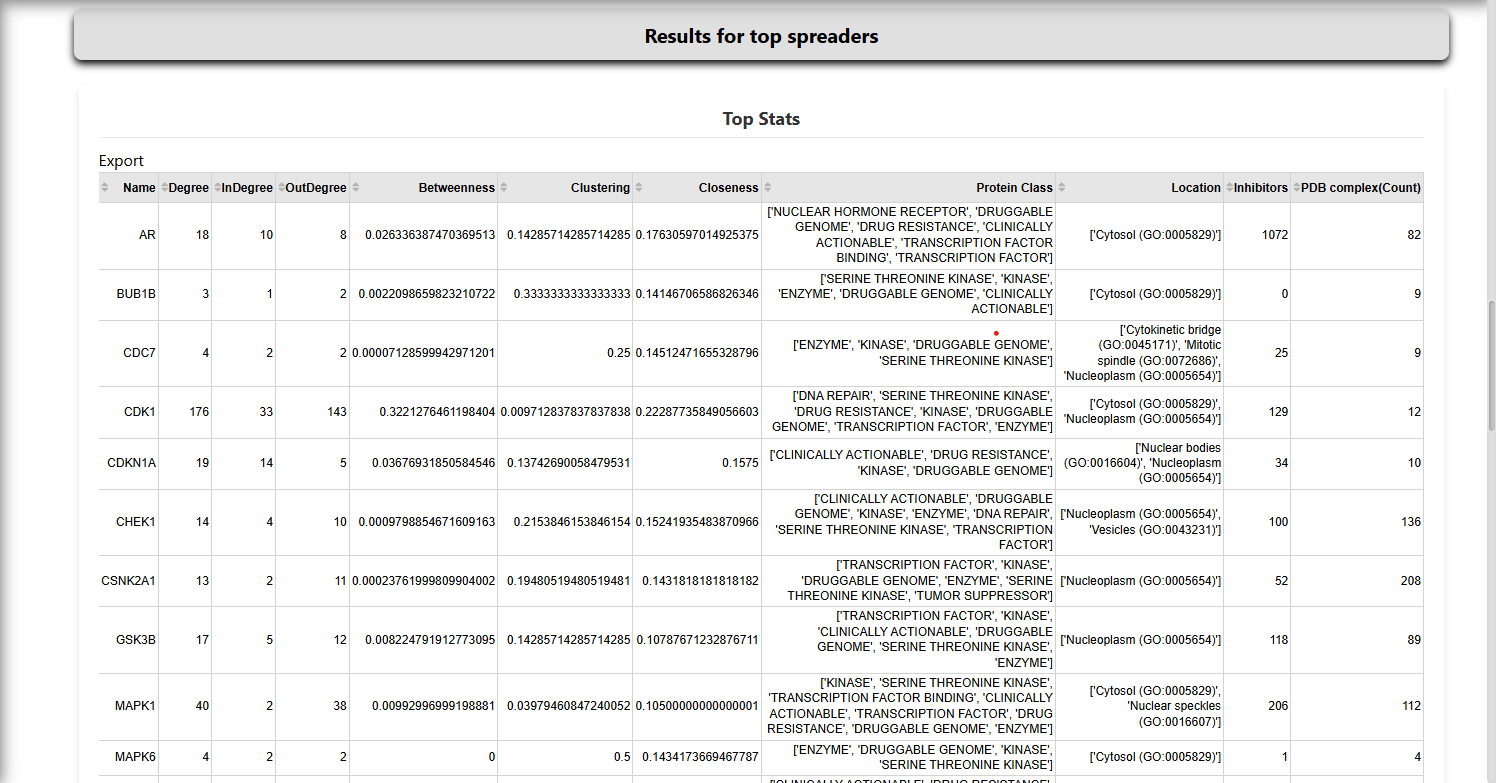 Results for top spreaders
Top Stats
Export
Name Degree InDegree OutDegree Betweenness Clustering Closeness Protein Class Location Inhibitors PDB complex(Count)
AR 18 10 8 0.026336387470369513 0.14285714285714285 0.17630597014925375 ['NUCLEAR HORMONE RECEPTOR', 'DRUGGABLE
GENOME', 'DRUG RESISTANCE', 'CLINICALLY
ACTIONABLE', 'TRANSCRIPTION FACTOR
BINDING', 'TRANSCRIPTION FACTOR'] ['Cytosol (GO:0005829)'] 1072 82
BUB1B 3 1 2 0.0022098659823210722 0.3333333333333333 0.14146706586826346 ['SERINE THREONINE KINASE', 'KINASE',
'ENZYME', 'DRUGGABLE GENOME', 'CLINICALLY
ACTIONABLE'] ['Cytosol (GO:0005829)'] 0 9
CDC7 4 2 2 0.00007128599942971201 0.25 0.14512471655328796 ['ENZYME', 'KINASE', 'DRUGGABLE GENOME',
'SERINE THREONINE KINASE'] ['Cytokinetic bridge
(GO:0045171)', 'Mitotic
spindle (GO:0072686)',
'Nucleoplasm (GO:0005654)'] 25 9
CDK1 176 33 143 0.3221276461198404 0.009712837837837838 0.22287735849056603 ['DNA REPAIR', 'SERINE THREONINE KINASE',
'DRUG RESISTANCE', 'KINASE', 'DRUGGABLE
GENOME', 'TRANSCRIPTION FACTOR', 'ENZYME'] ['Cytosol (GO:0005829)',
'Nucleoplasm (GO:0005654)'] 129 12
CDKN1A 19 14 5 0.03676931850584546 0.13742690058479531 0.1575 ['CLINICALLY ACTIONABLE', 'DRUG RESISTANCE',
'KINASE', 'DRUGGABLE GENOME'] ['Nuclear bodies
(GO:0016604)', 'Nucleoplasm
(GO:0005654)'] 34 10
CHEK1 14 4 10 0.0009798854671609163 0.2153846153846154 0.15241935483870966 ['CLINICALLY ACTIONABLE', 'DRUGGABLE
GENOME', 'KINASE', 'ENZYME', 'DNA REPAIR',
'SERINE THREONINE KINASE', 'TRANSCRIPTION
FACTOR'] ['Nucleoplasm (GO:0005654)',
'Vesicles (GO:0043231)'] 100 136
CSNK2A1 13 2 11 0.00023761999809904002 0.19480519480519481 0.1431818181818182 ['TRANSCRIPTION FACTOR', 'KINASE',
'DRUGGABLE GENOME', 'ENZYME', 'SERINE
THREONINE KINASE', 'TUMOR SUPPRESSOR'] ['Nucleoplasm (GO:0005654)'] 52 208
GSK3B 17 5 12 0.008224791912773095 0.14285714285714285 0.10787671232876711 ['TRANSCRIPTION FACTOR', 'KINASE',
'CLINICALLY ACTIONABLE', 'DRUGGABLE
GENOME', 'SERINE THREONINE KINASE',
'ENZYME'] ['Nucleoplasm (GO:0005654)'] 118 89
MAPK1 40 2 38 0.00992996999198881 0.03979460847240052 0.10500000000000001 ['KINASE', 'SERINE THREONINE KINASE',
'TRANSCRIPTION FACTOR BINDING', 'CLINICALLY
ACTIONABLE', 'TRANSCRIPTION FACTOR', 'DRUG
RESISTANCE', 'DRUGGABLE GENOME', 'ENZYME'] ['Cytosol (GO:0005829)',
'Nuclear speckles
(GO:0016607)'] 206 112
MAPK6 4 2 2 0 0.5 0.1434173669467787 ['ENZYME', 'DRUGGABLE GENOME', 'KINASE',
'SERINE THREONINE KINASE'] ['Cytosol (GO:0005829)'] 1 4